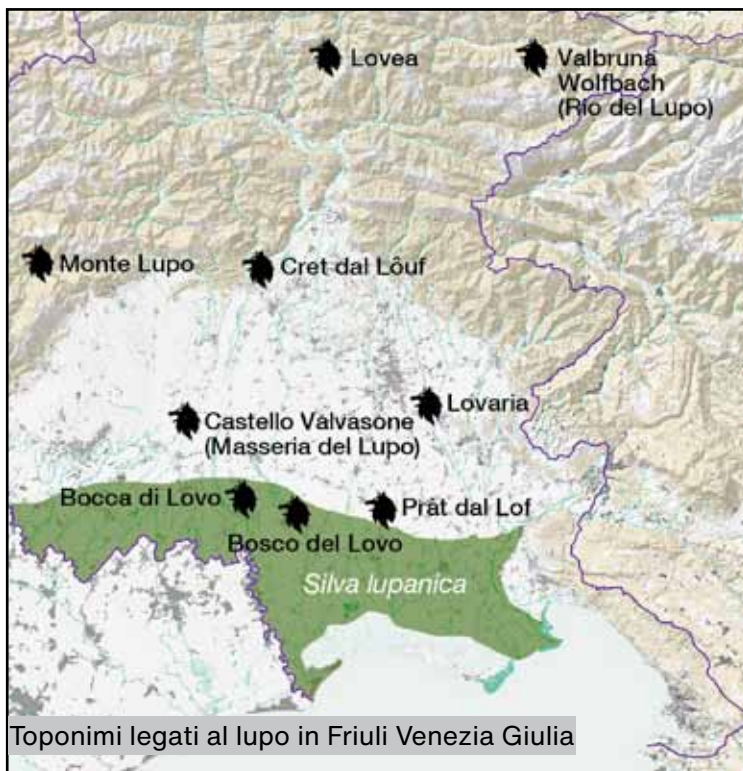 Lovea
Valbruna
Wolfbach
(Rio del Lupo)
Monte Lupo
Cret dal Lôuf
Castello Valvasone
(Masseria del Lupo)
Lovaria
Bocca di Lovo
Bosco del Lovo
Prât dal Lof
Silva lupanica
Toponimi legati al lupo in Friuli Venezia Giulia